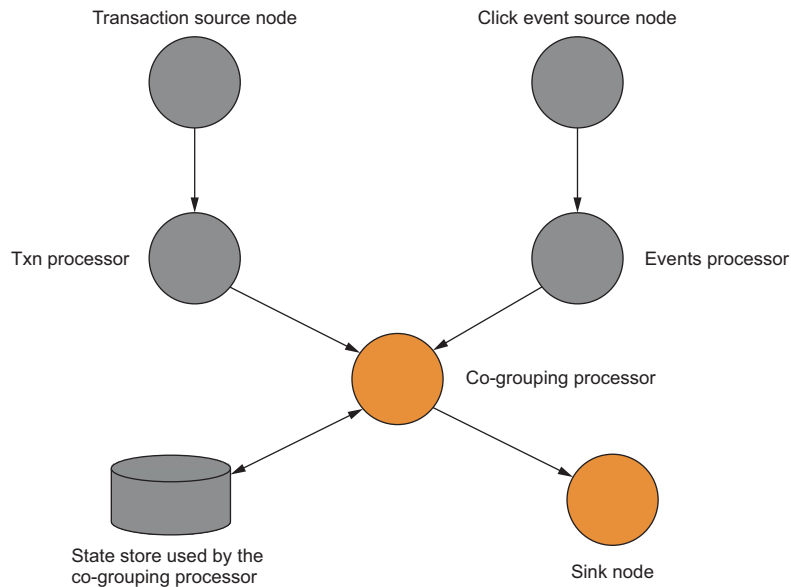 Transaction source node
Click event source node
Txn processor
Events processor
Co-grouping processor
State store used by the
co-grouping processor
Sink node